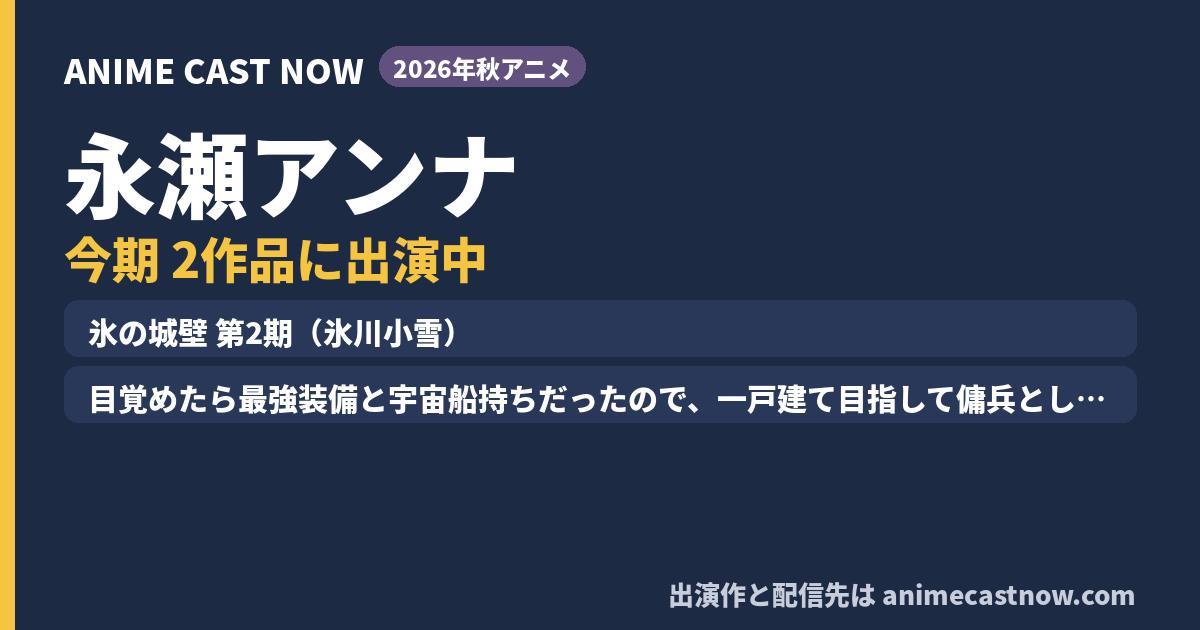 ANIME CAST NOW 2026年秋アニメ
永瀬アンナ
今期 2作品に出演中
氷の城壁 第2期（氷川小雪）
目覚めたら最強装備と宇宙船持ちだったので、一戸建て目指して傭兵とし…
出演作と配信先は animecastnow.com